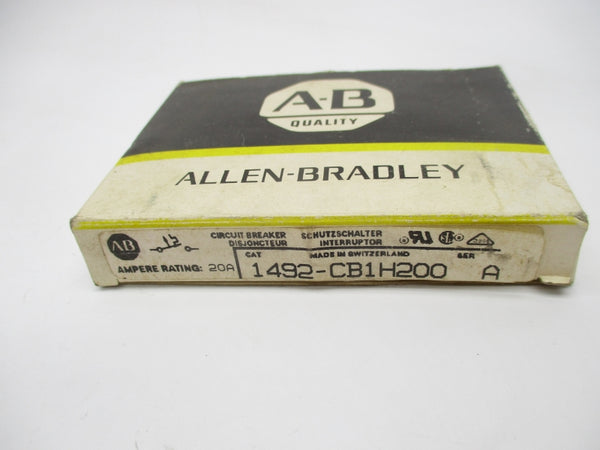 A-B
QUALITY
ALLEN-BRADLEY
AB
CIRCUIT BREAKER SCHUTZSCHALTER
DISJONCTEUR INTERRUPTOR
CAT MADE IN SWITZERLAND SER
AMPERE RATING: 20A 1492-CB1H200 A